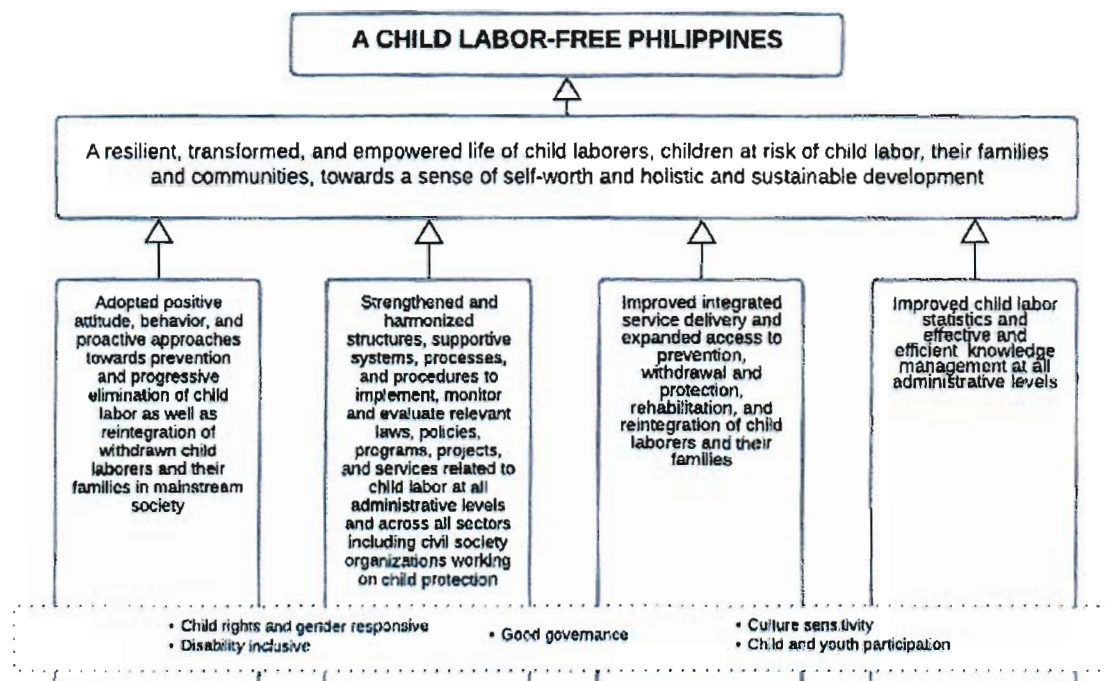 A CHILD LABOR-FREE PHILIPPINES
A resilient, transformed, and empowered life of child laborers, children at risk of child labor, their families
and communities, towards a sense of self-worth and holistic and sustainable development
Adopted positive
attitude, behavior, and
proactive approaches
towards prevention
and progressive
elimination of child
labor as well as
reintegration of
withdrawn child
laborers and their
families in mainstream
society
Strengthened and
harmonized
structures, supportive
systems, processes,
and procedures to
implement, monitor
and evaluate relevant
laws, policies,
programs, projects,
and services related to
child labor at all
administrative levels
and across all sectors
including civil society
organizations working
on child protection
Improved integrated
service delivery and
expanded access to
prevention,
withdrawal and
protection,
rehabilitation, and
reintegration of child
laborers and their
families
Improved child labor
statistics and
effective and
efficient knowledge
management at all
administrative levels
• Child rights and gender responsive
• Disability inclusive
• Good governance
• Culture sensitivity
• Child and youth participation